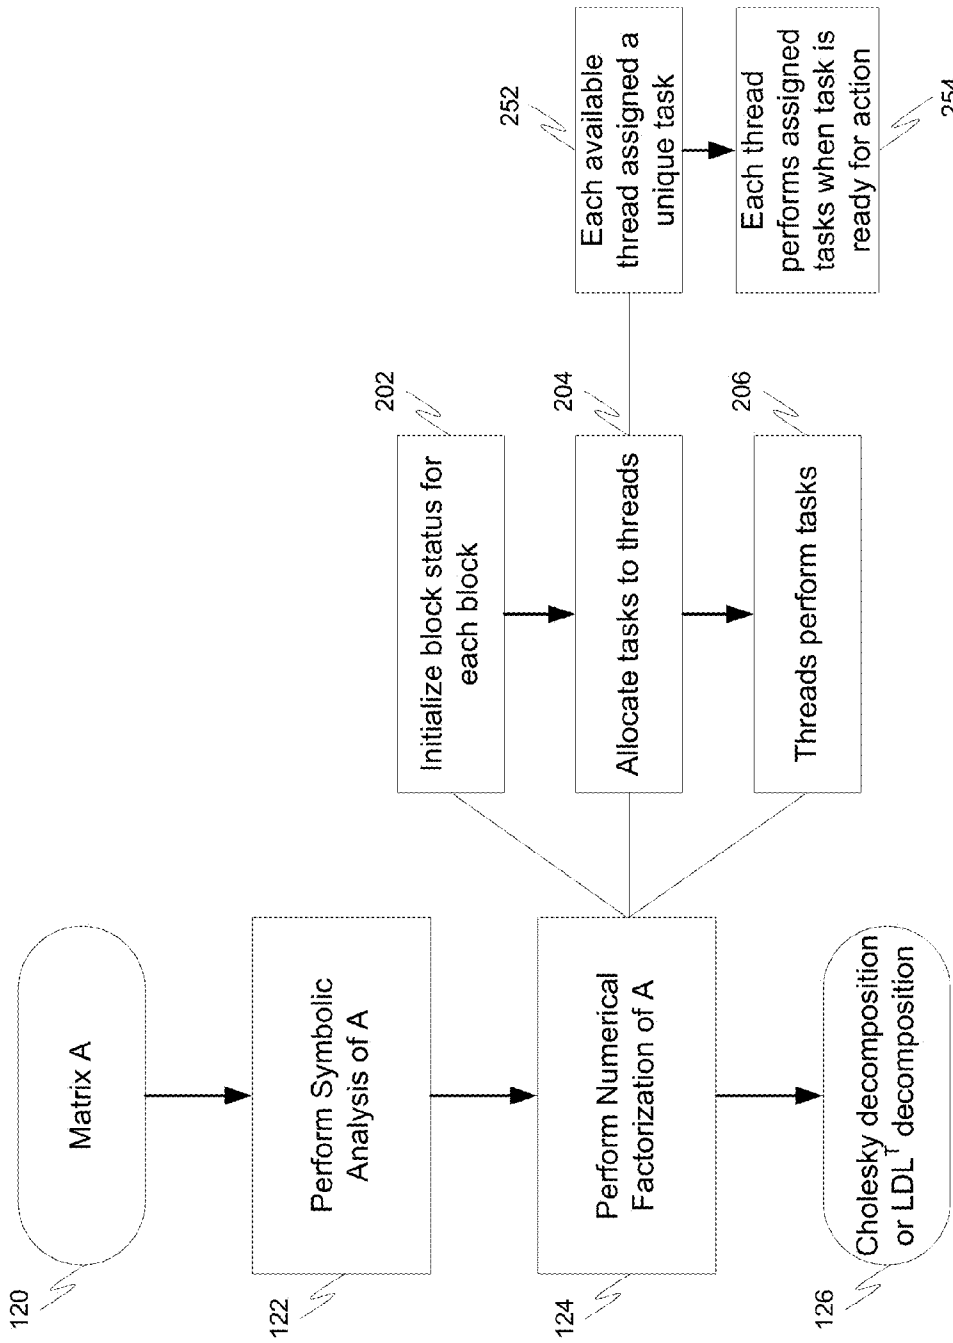 120
Matrix A
122
Perform Symbolic
Analysis of A
124
Perform Numerical
Factorization of A
126
Cholesky decomposition
or LDL^T decomposition
202
Initialize block status for
each block
204
Allocate tasks to threads
206
Threads perform tasks
252
Each available
thread assigned a
unique task
254
Each thread
performs assigned
tasks when task is
ready for action